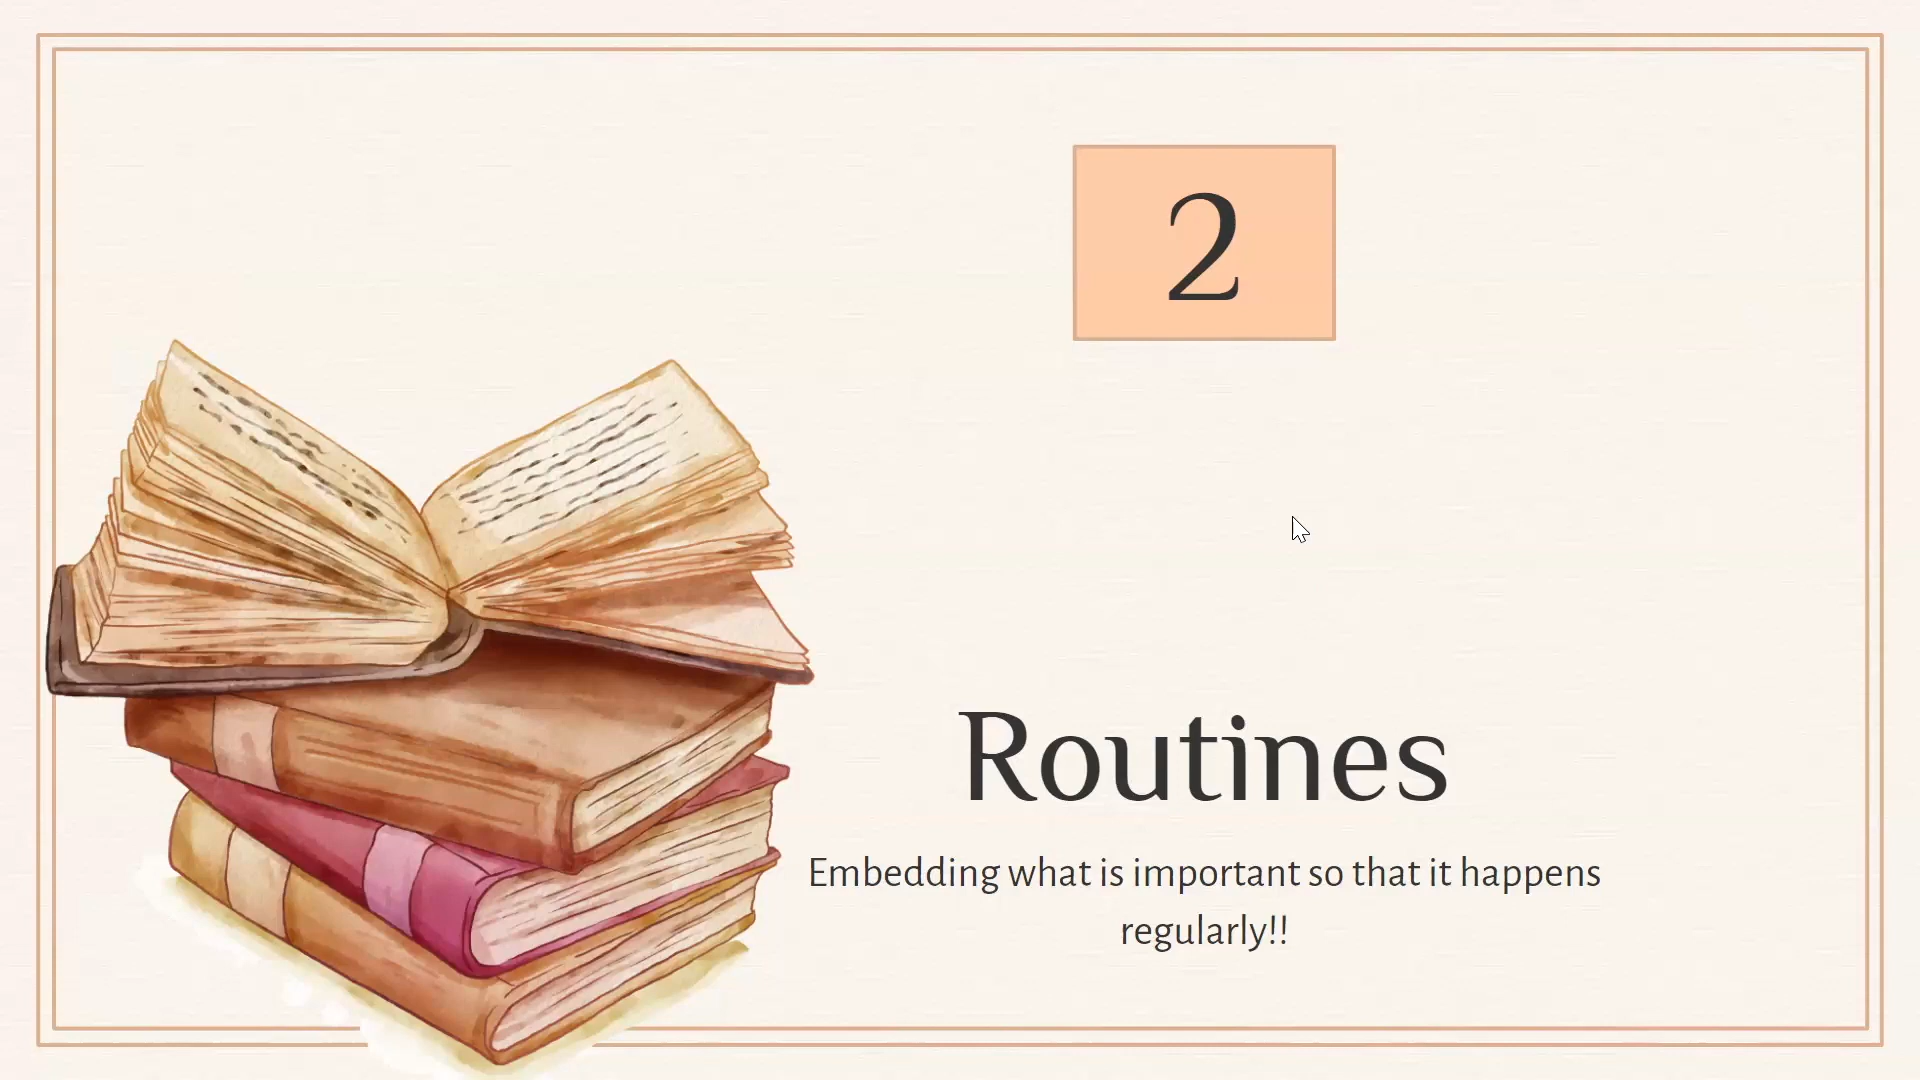 2
Routines
Embedding what is important so that it happens
regularly!!